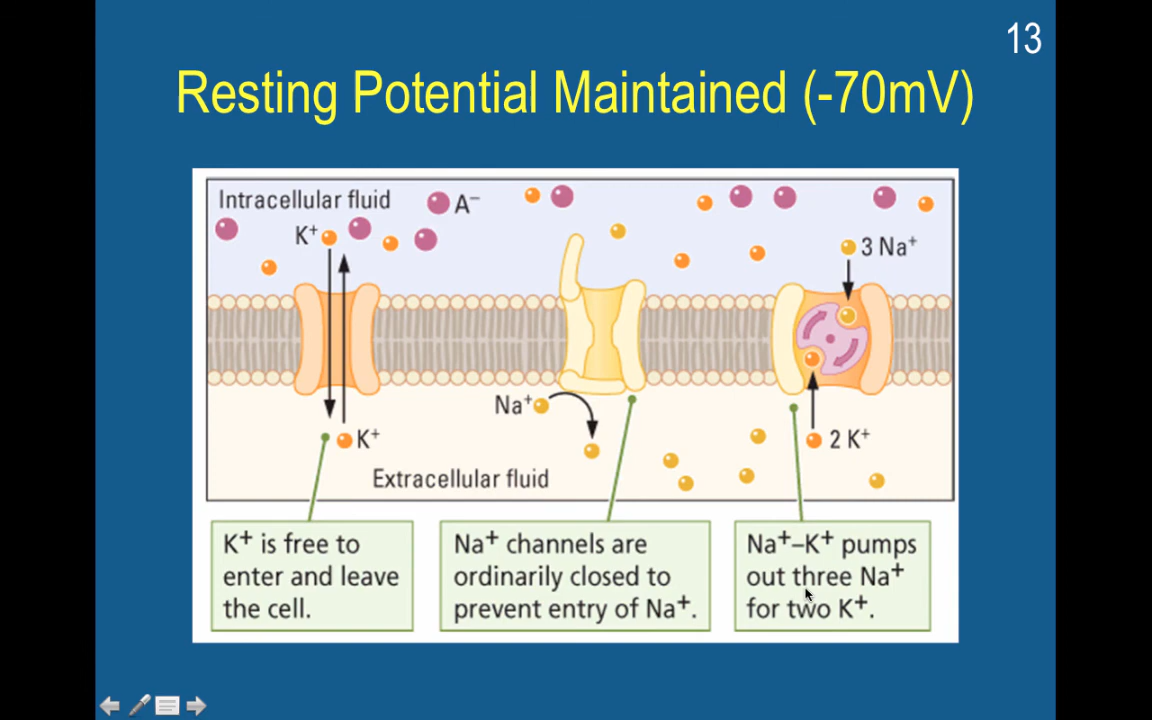 13
Resting Potential Maintained (-70mV)
Intracellular fluid
A⁻
K⁺
3 Na⁺
Na⁺
K⁺
2 K⁺
Extracellular fluid
K⁺ is free to
enter and leave
the cell.
Na⁺ channels are
ordinarily closed to
prevent entry of Na⁺.
Na⁺–K⁺ pumps
out three Na⁺
for two K⁺.